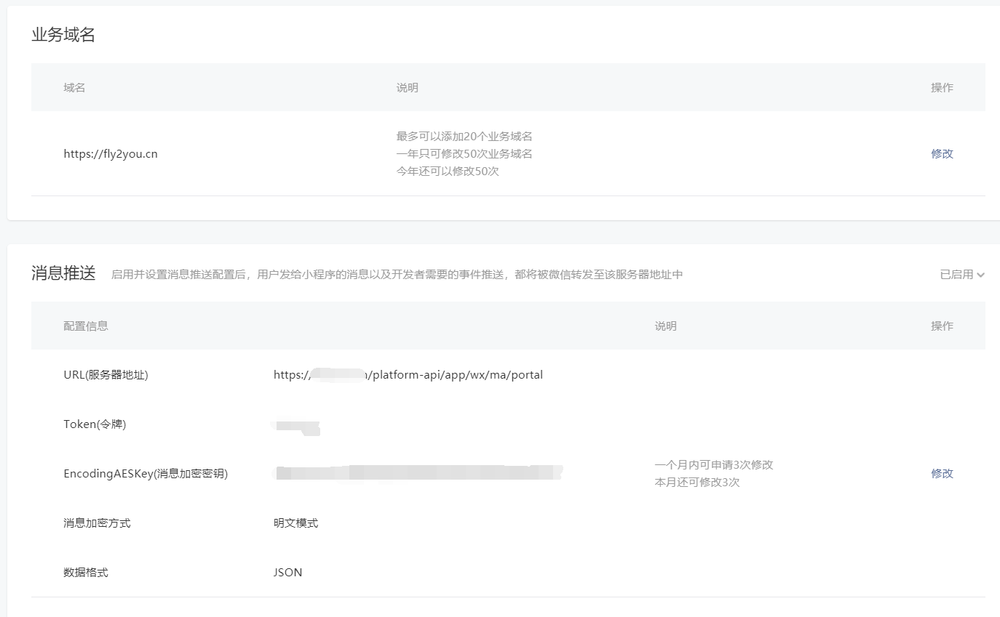 业务域名
域名 说明 操作
最多可以添加20个业务域名
https://fly2you.cn 一年只可修改50次业务域名 修改
今年还可以修改50次
消息推送 启用并设置消息推送配置后，用户发给小程序的消息以及开发者需要的事件推送，都将被微信转发至该服务器地址中 已启用
配置信息 说明 操作
URL(服务器地址) https:// /platform-api/app/wx/ma/portal
Token(令牌)
一个月内可申请3次修改
EncodingAESKey(消息加密密钥) 修改
本月还可修改3次
消息加密方式 明文模式
数据格式 JSON